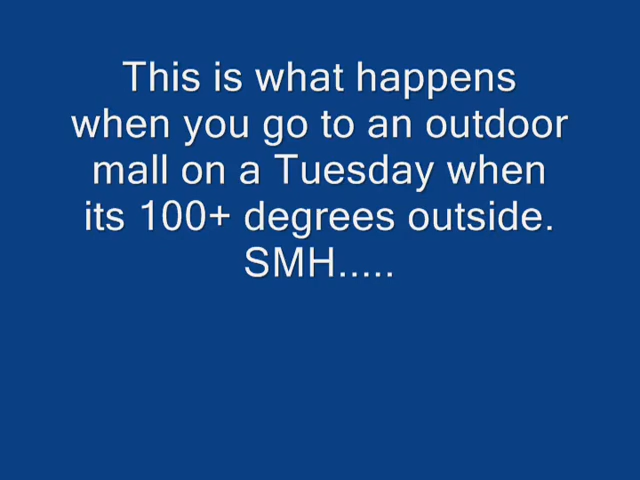 This is what happens
when you go to an outdoor
mall on a Tuesday when
its 100+ degrees outside.
SMH.....